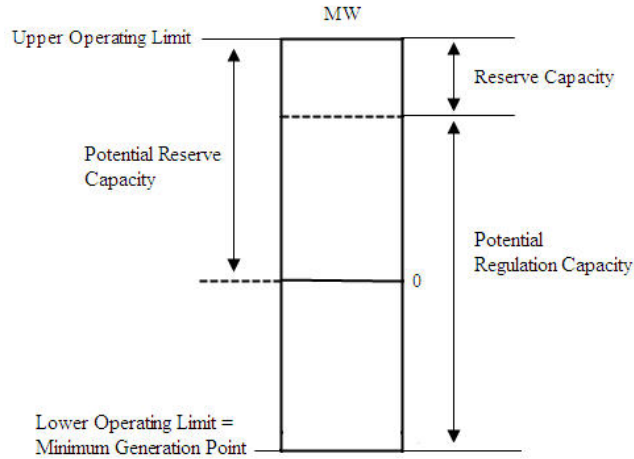 MW
Upper Operating Limit
Reserve Capacity
Potential Reserve
Capacity
Potential
Regulation Capacity
0
Lower Operating Limit =
Minimum Generation Point